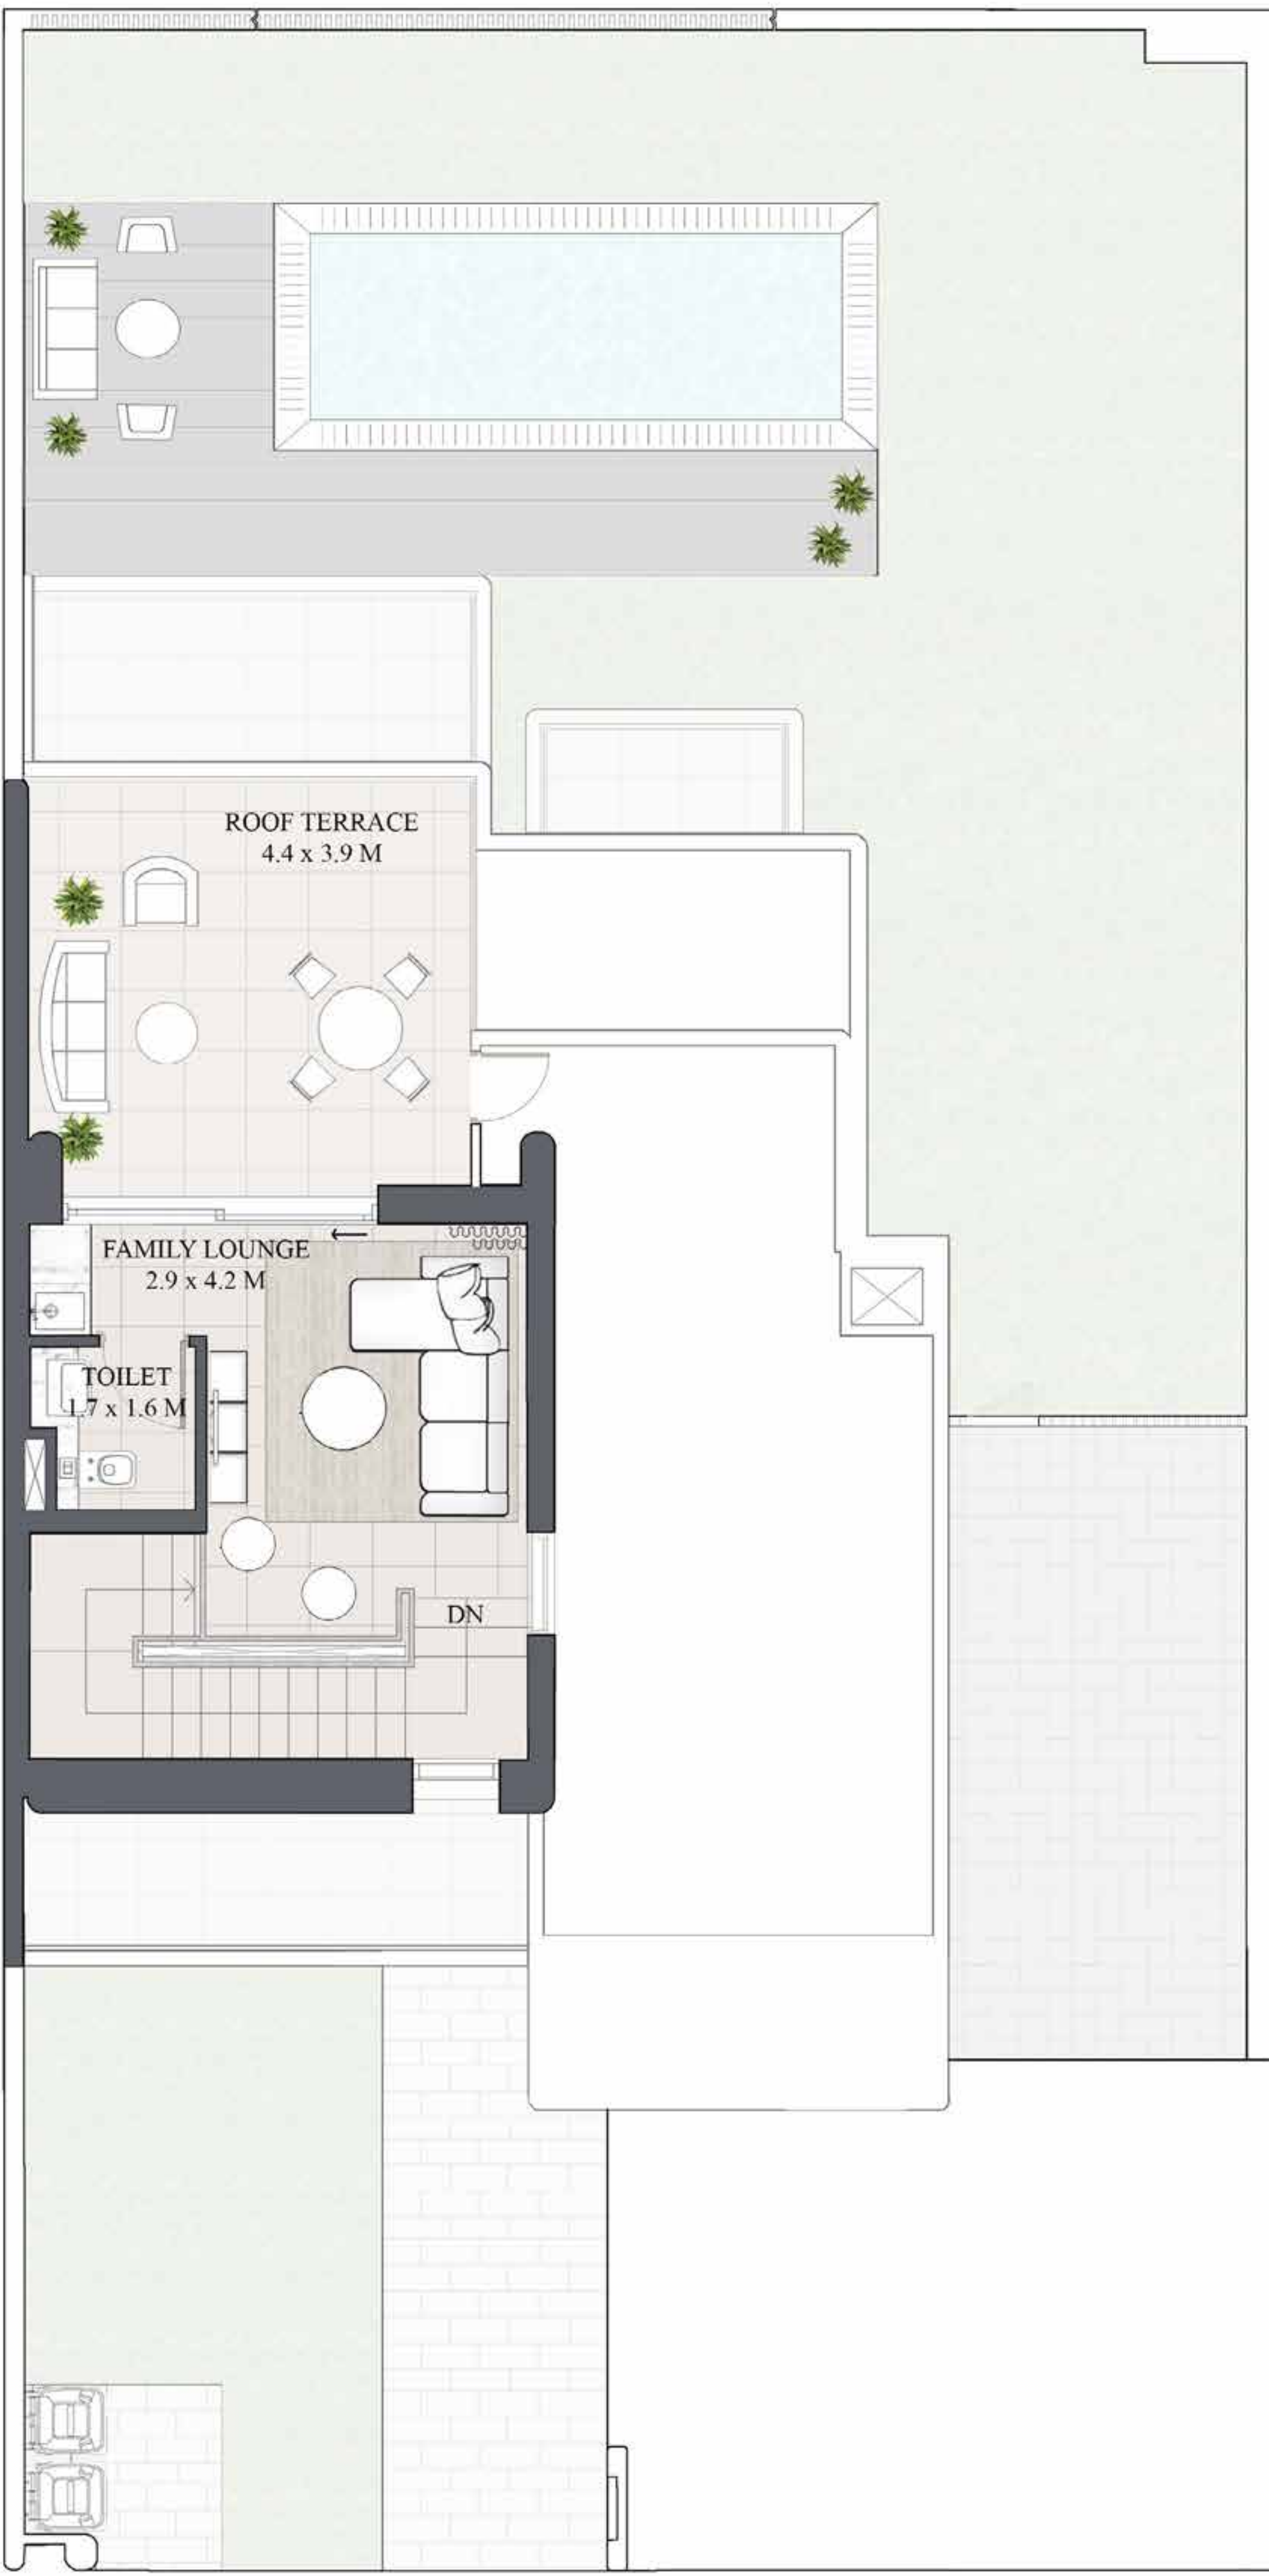 ROOF TERRACE
4.4 x 3.9 M
FAMILY LOUNGE
2.9 x 4.2 M
TOILET
1.7 x 1.6 M
DN